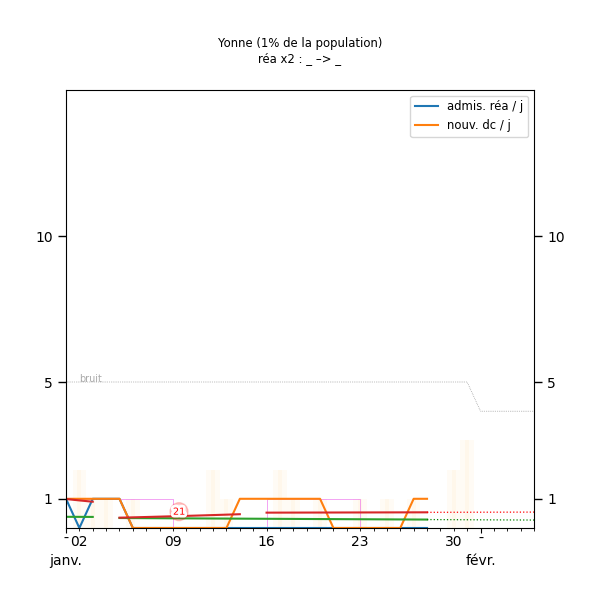 Yonne (1% de la population)
réa x2 : _ –> _
admis. réa / j
nouv. dc / j
10 10
bruit
5 5
21
1 1
- 02 09 16 23 30 -
janv. févr.